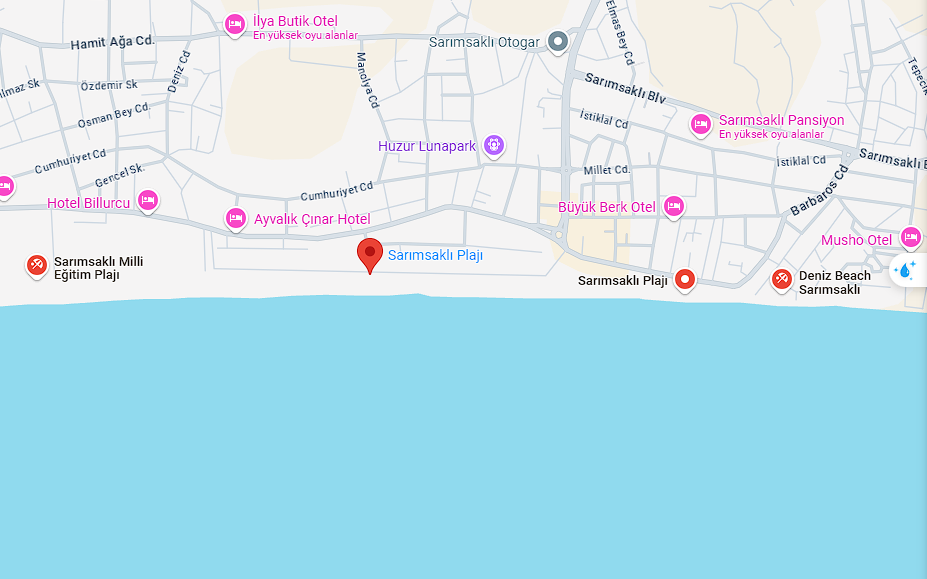 İlya Butik Otel
En yüksek oyu alanlar
Hamit Ağa Cd.
Sarımsaklı Otogar
Elmas Bey Cd
Manolya Cd
Deniz Cd
Özdemir Sk
Sarımsaklı Blv
Osman Bey Cd.
İstiklal Cd
Sarımsaklı Pansiyon
En yüksek oyu alanlar
Huzur Lunapark
Cumhuriyet Cd
Millet Cd.
İstiklal Cd
Gencel Sk.
Cumhuriyet Cd
Barbaros Cd
Hotel Billurcu
Ayvalık Çınar Hotel
Büyük Berk Otel
Musho Otel
Sarımsaklı Plajı
Sarımsaklı Milli
Eğitim Plajı
Sarımsaklı Plajı
Deniz Beach
Sarımsaklı